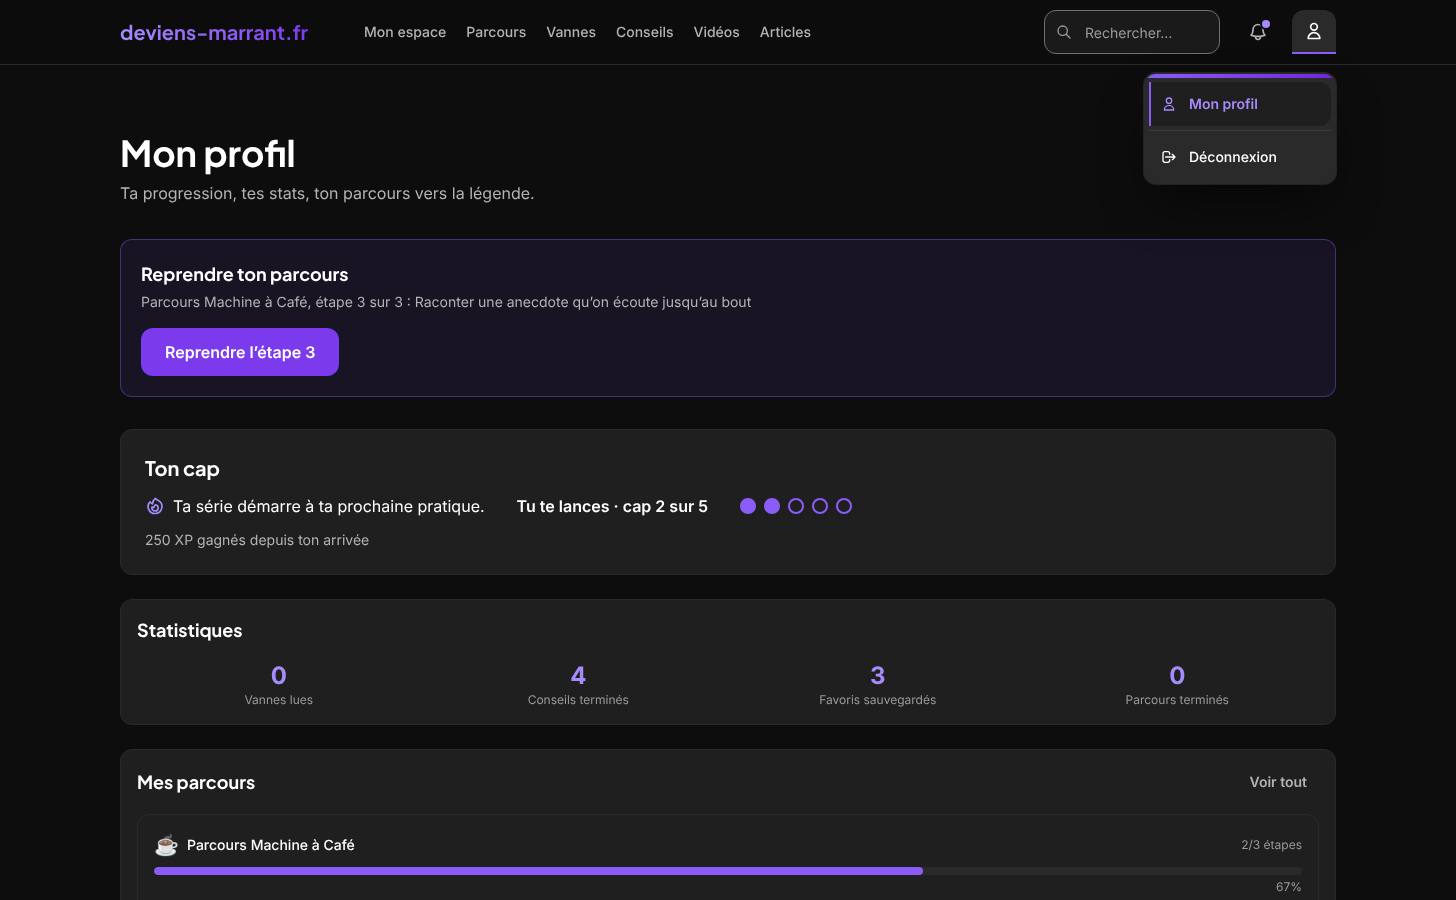 deviens-marrant.fr
Mon espace
Parcours
Vannes
Conseils
Vidéos
Articles
Rechercher...
Mon profil
Déconnexion
Mon profil
Ta progression, tes stats, ton parcours vers la légende.
Reprendre ton parcours
Parcours Machine à Café, étape 3 sur 3 : Raconter une anecdote qu’on écoute jusqu’au bout
Reprendre l’étape 3
Ton cap
Ta série démarre à ta prochaine pratique.
Tu te lances · cap 2 sur 5
250 XP gagnés depuis ton arrivée
Statistiques
0
Vannes lues
4
Conseils terminés
3
Favoris sauvegardés
0
Parcours terminés
Mes parcours
Voir tout
Parcours Machine à Café
2/3 étapes
67%